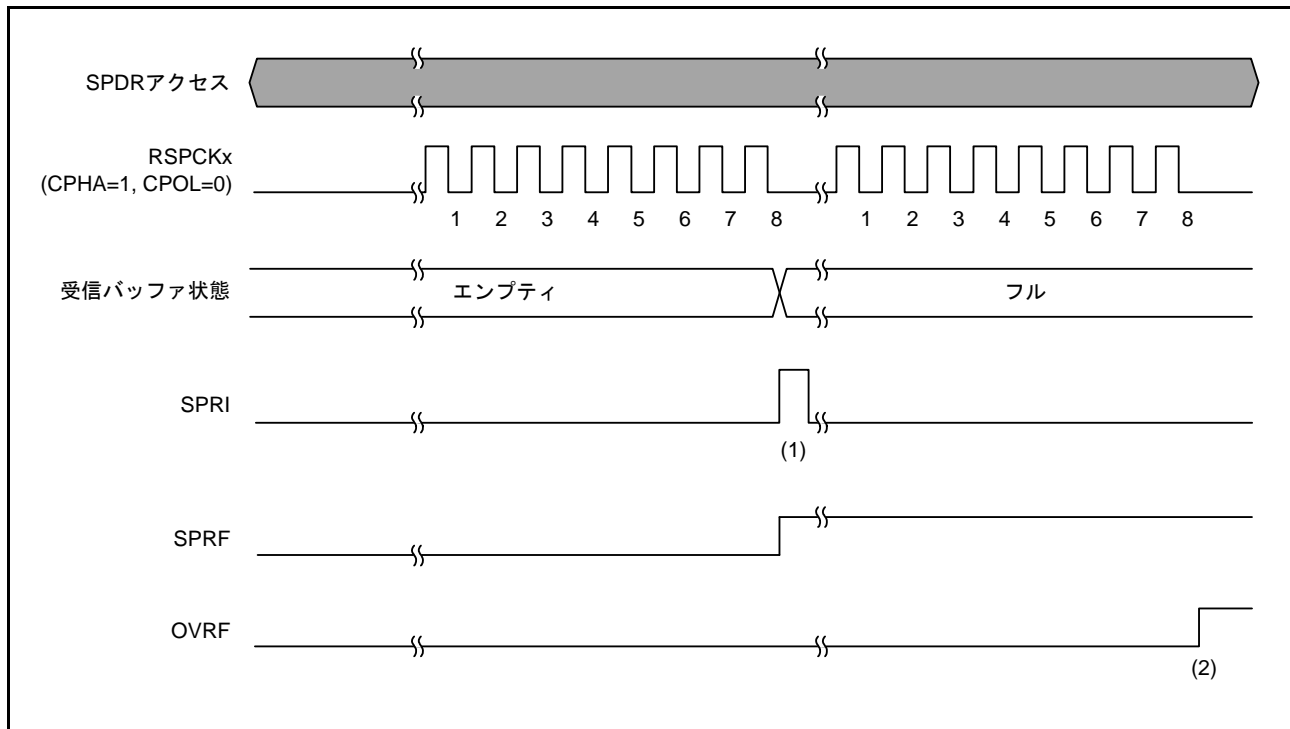 SPDRアクセス
RSPCKx
(CPHA=1, CPOL=0)
1 2 3 4 5 6 7 8 1 2 3 4 5 6 7 8
受信バッファ状態 エンプティ フル
SPRI
(1)
SPRF
OVRF
(2)